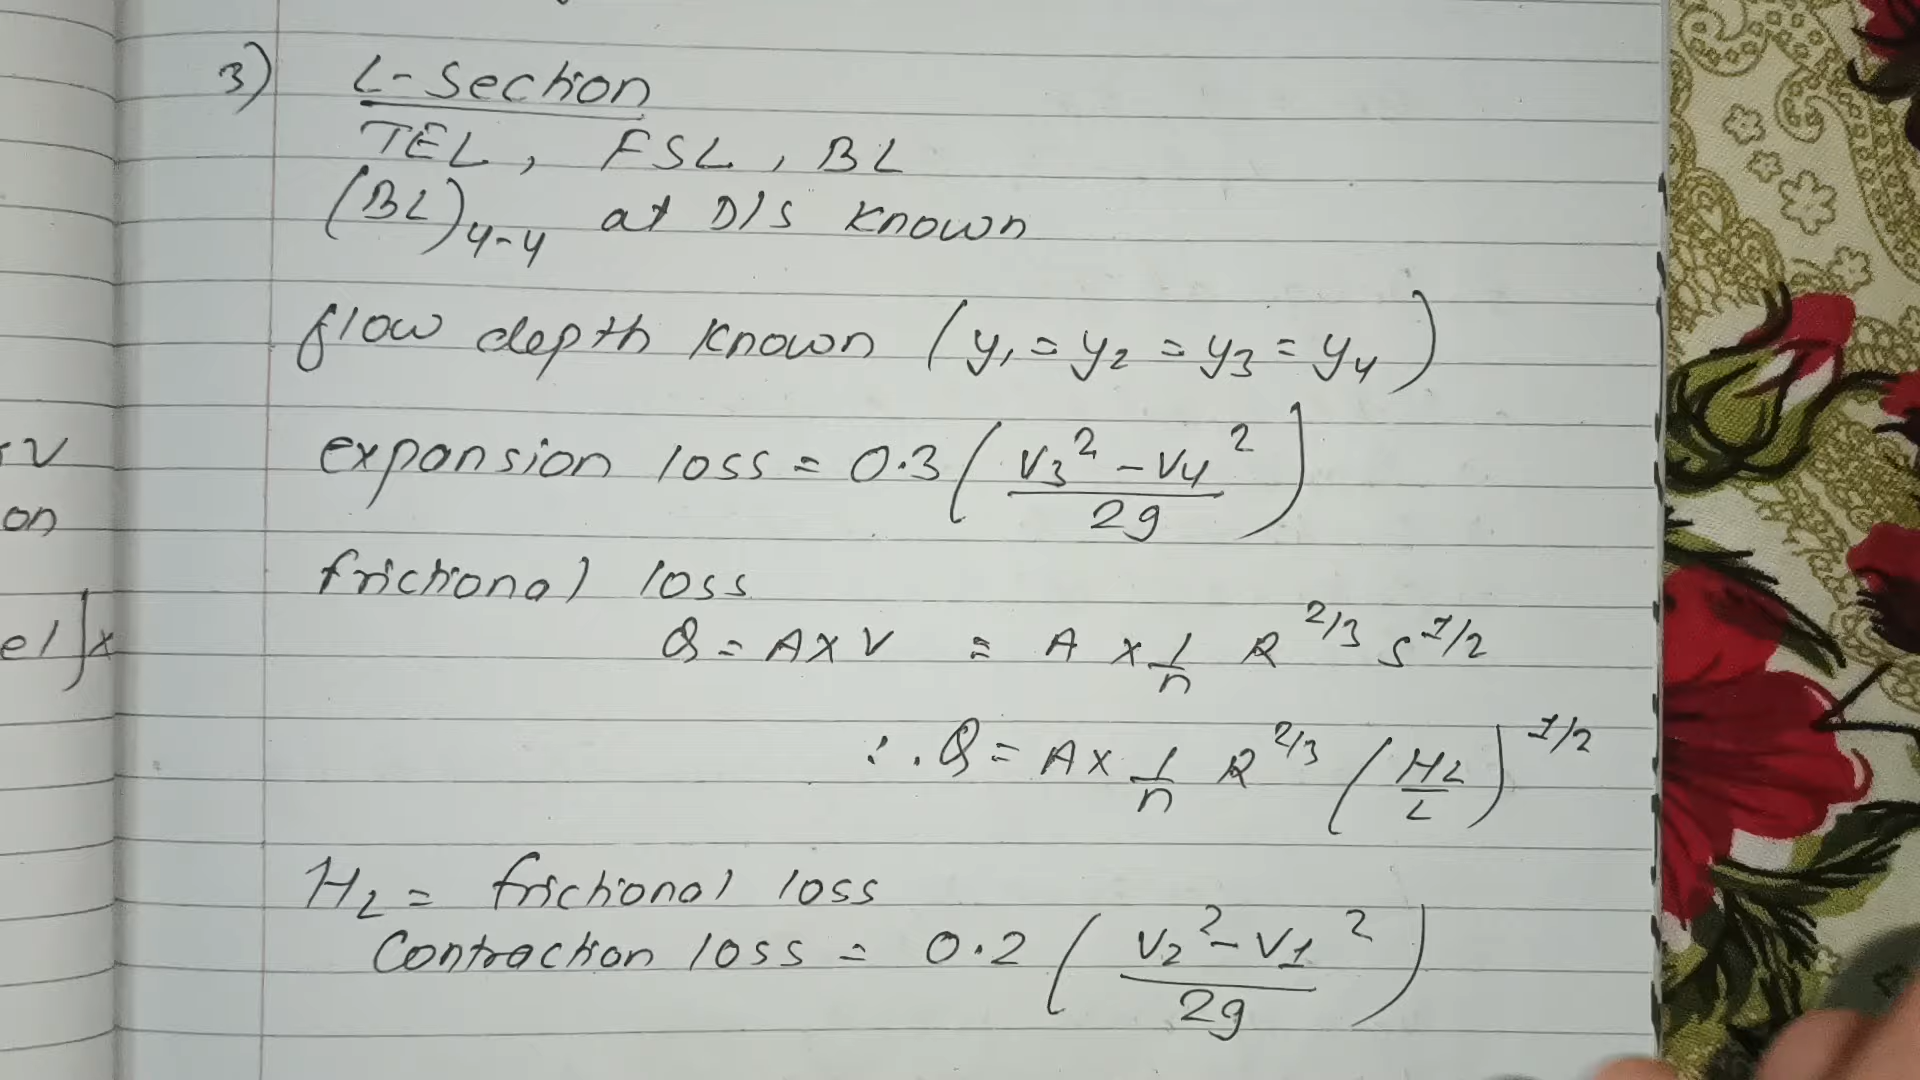 3) L-Section
TEL, FSL, BL
(BL)4-4 at D/S known
flow depth known (y1 = y2 = y3 = y4)
expansion loss = 0.3 ( V3² - V4² / 2g )
frictional loss
Q = A x V = A x 1/n R^2/3 S^1/2
∴ Q = A x 1/n R^2/3 ( HL / L )^1/2
HL = frictional loss
Contraction loss = 0.2 ( V2² - V1² / 2g )
on
el] x